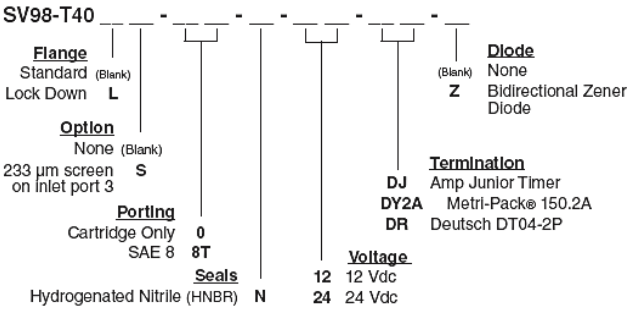 SV98-T40 __ __ - __ __ - __ - __ __ - __ __ - __
Flange
Standard (Blank)
Lock Down L
Option
None (Blank)
233 µm screen S
on inlet port 3
Porting
Cartridge Only 0
SAE 8 8T
Seals
Hydrogenated Nitrile (HNBR) N
Voltage
12 12 Vdc
24 24 Vdc
Termination
DJ Amp Junior Timer
DY2A Metri-Pack® 150.2A
DR Deutsch DT04-2P
Diode
(Blank) None
Z Bidirectional Zener
Diode